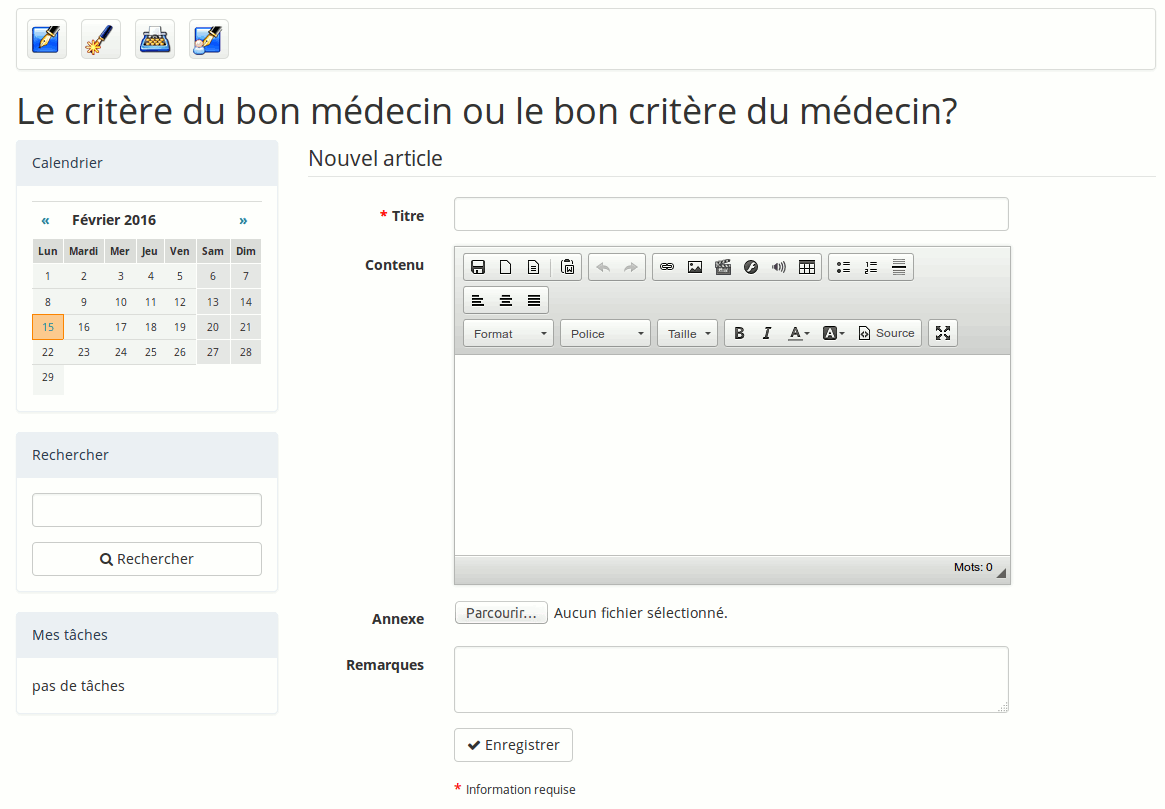 Le critère du bon médecin ou le bon critère du médecin?
Calendrier
« Février 2016 »
Lun Mardi Mer Jeu Ven Sam Dim
1 2 3 4 5 6 7
8 9 10 11 12 13 14
15 16 17 18 19 20 21
22 23 24 25 26 27 28
29
Rechercher
Rechercher
Mes tâches
pas de tâches
Nouvel article
* Titre
Contenu
Format Police Taille B I A A Source
Mots: 0
Annexe Parcourir... Aucun fichier sélectionné.
Remarques
Enregistrer
* Information requise